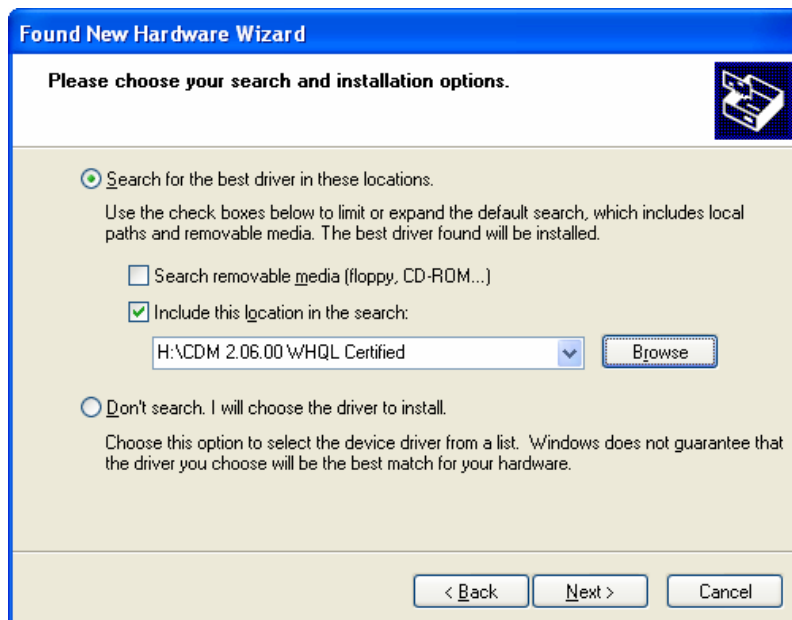 Found New Hardware Wizard
Please choose your search and installation options.
Search for the best driver in these locations.
Use the check boxes below to limit or expand the default search, which includes local
paths and removable media. The best driver found will be installed.
Search removable media (floppy, CD-ROM...)
Include this location in the search:
H:\CDM 2.06.00 WHQL Certified
Browse
Don't search. I will choose the driver to install.
Choose this option to select the device driver from a list. Windows does not guarantee that
the driver you choose will be the best match for your hardware.
< Back Next > Cancel